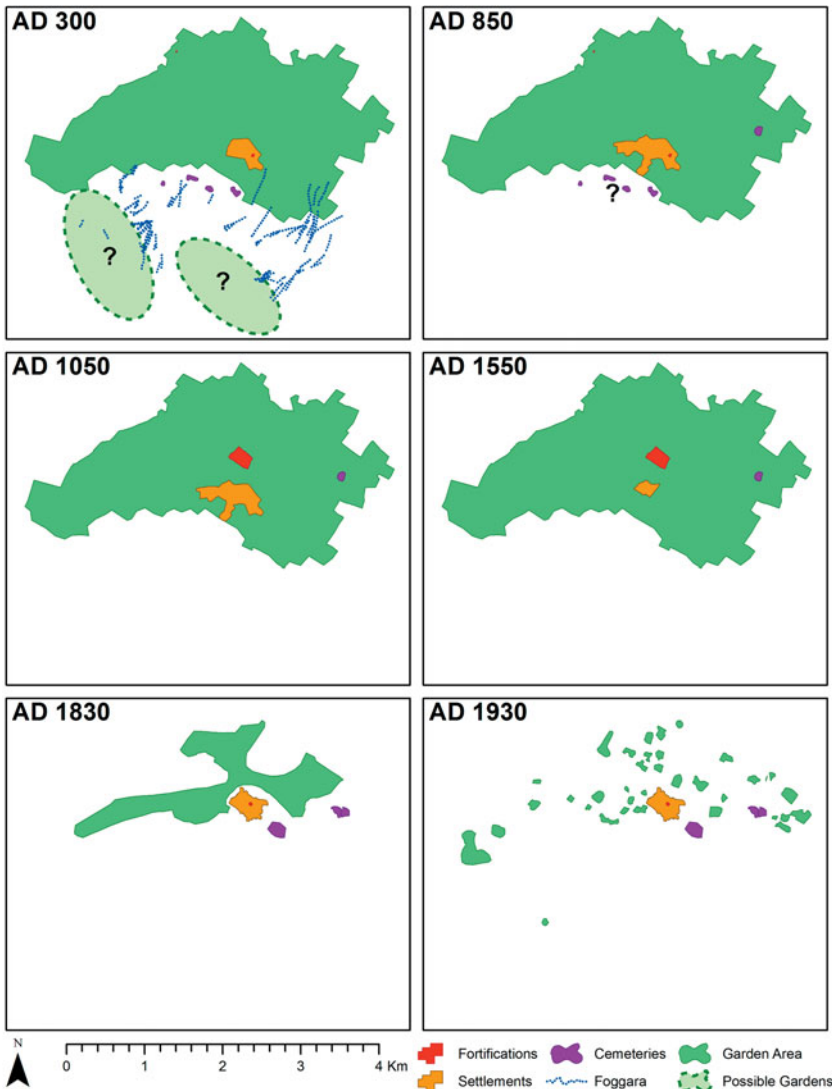 AD 300
AD 850
?
?
?
AD 1050
AD 1550
AD 1830
AD 1930
N
0 1 2 4 Km
Fortifications
Cemeteries
Garden Area
Settlements
Foggara
Possible Gardens